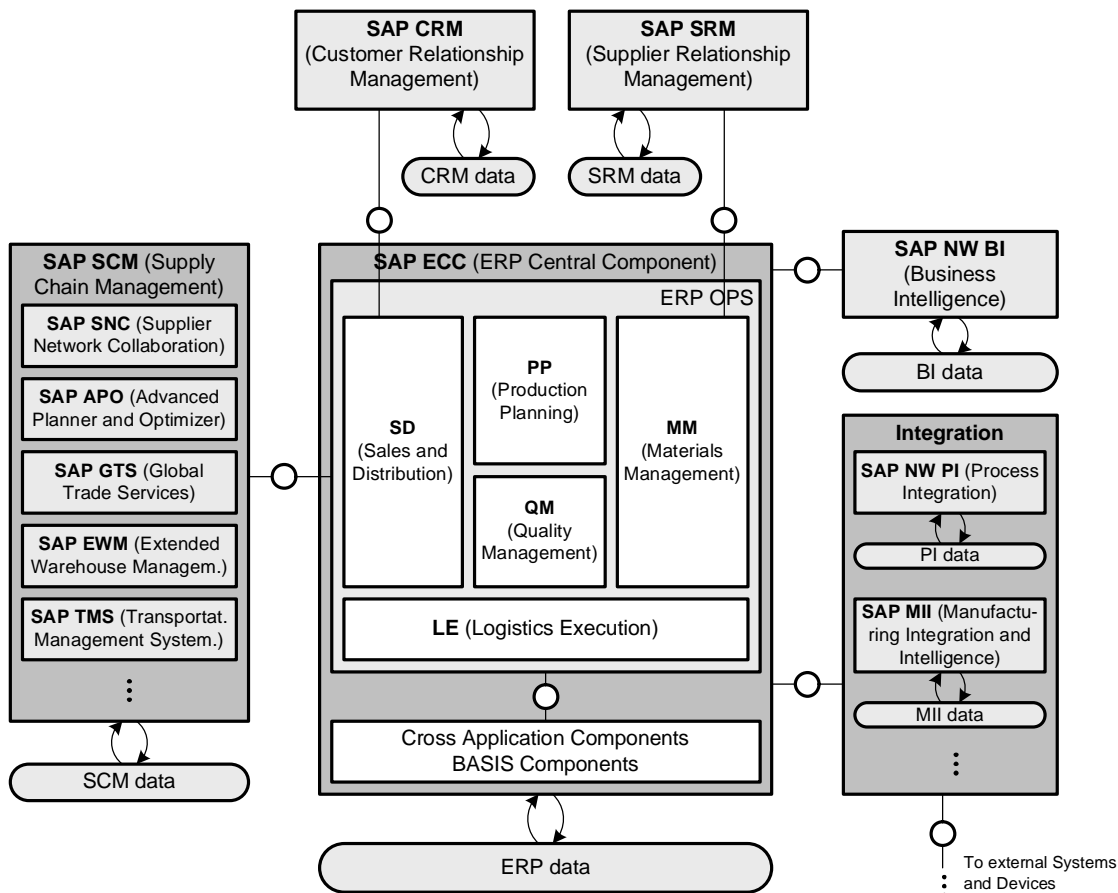 SAP CRM
(Customer Relationship
Management)
SAP SRM
(Supplier Relationship
Management)
CRM data
SRM data
SAP SCM (Supply
Chain Management)
SAP SNC (Supplier
Network Collaboration)
SAP APO (Advanced
Planner and Optimizer)
SAP GTS (Global
Trade Services)
SAP EWM (Extended
Warehouse Managem.)
SAP TMS (Transportat.
Management System.)
SCM data
SAP ECC (ERP Central Component)
ERP OPS
SD
(Sales and
Distribution)
PP
(Production
Planning)
QM
(Quality
Management)
MM
(Materials
Management)
LE (Logistics Execution)
Cross Application Components
BASIS Components
ERP data
SAP NW BI
(Business
Intelligence)
BI data
Integration
SAP NW PI (Process
Integration)
PI data
SAP MII (Manufactu-
ring Integration and
Intelligence)
MII data
To external Systems
and Devices